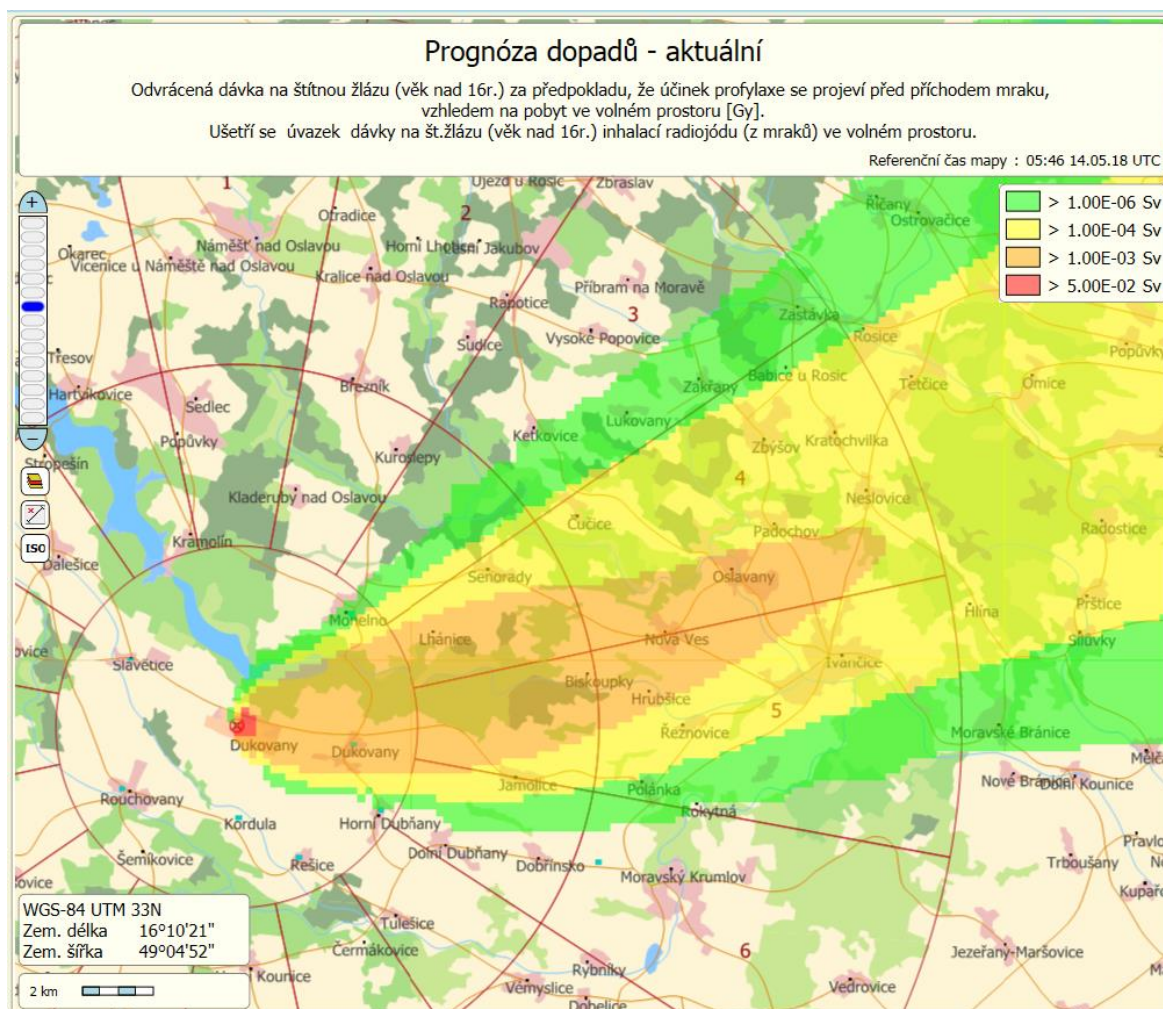 Prognóza dopadů - aktuální
Odvrácená dávka na štítnou žlázu (věk nad 16r.) za předpokladu, že účinek profylaxe se projeví před příchodem mraku,
vzhledem na pobyt ve volném prostoru [Gy].
Ušetří se úvazek dávky na št.žlázu (věk nad 16r.) inhalací radiojódu (z mraků) ve volném prostoru.
Referenční čas mapy : 05:46 14.05.18 UTC
> 1.00E-06 Sv
> 1.00E-04 Sv
> 1.00E-03 Sv
> 5.00E-02 Sv
+
−
ISO
1
2
3
4
5
6
Újezd u Rosic
Zbraslav
Říčany
Ostrovačice
Otradice
Okarec
Náměšť nad Oslavou
Vícenice u Náměště nad Oslavou
Horní Lhotice
Lesní Jakubov
Kralice nad Oslavou
Příbram na Moravě
Rapotice
Zastávka
Vysoké Popovice
Rosice
Popůvky
Třesov
Sudice
Hartvíkovice
Březník
Zakřany
Babice u Rosic
Tetčice
Omice
Sedlec
Lukovany
Popůvky
Ketkovice
Zbýšov
Kratochvilka
Stropešín
Kuroslepy
Kladeruby nad Oslavou
Neslovice
Čučice
Padochov
Radostice
Kramolín
Dalešice
Senorady
Oslavany
Mohelno
Hlína
Prštice
Lhánice
Nová Ves
Silůvky
Slavětice
Ivančice
Biskoupky
Hrubšice
Dukovany
Dukovany
Řeznovice
Moravské Bránice
Jamolice
Polánka
Nové Bránice
Dolní Kounice
Rouchovany
Rokytná
Kordula
Horní Dubňany
Dolní Dubňany
Dobřínsko
Šemíkovice
Rešice
Moravský Krumlov
Trboušany
Tulešice
Čermákovice
Jezeřany-Maršovice
Rybníky
Vémyslice
Vedrovice
Dobelice
Kounice
WGS-84 UTM 33N
Zem. délka 16°10'21"
Zem. šířka 49°04'52"
2 km